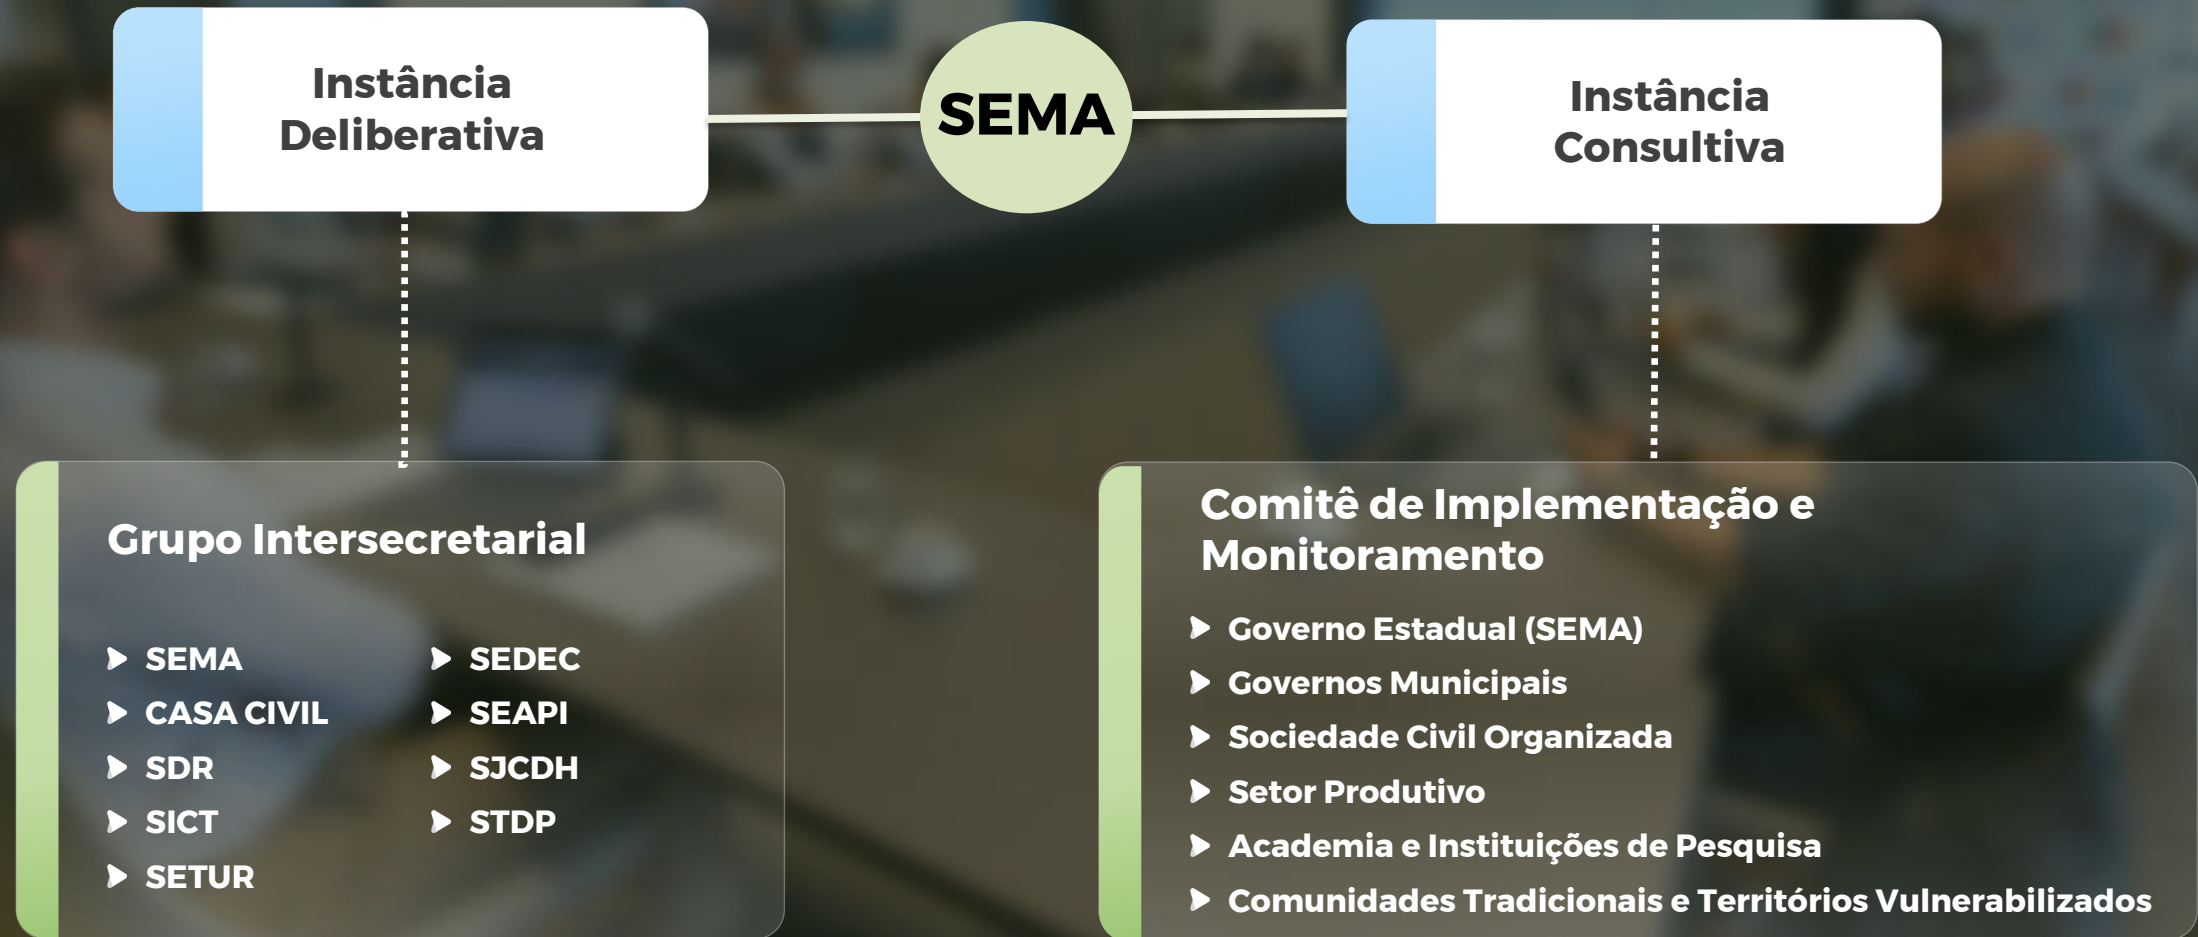 Instância
Deliberativa
SEMA
Instância
Consultiva
Grupo Intersecretarial
SEMA
CASA CIVIL
SDR
SICT
SETUR
SEDEC
SEAPI
SJCDH
STDP
Comitê de Implementação e
Monitoramento
Governo Estadual (SEMA)
Governos Municipais
Sociedade Civil Organizada
Setor Produtivo
Academia e Instituições de Pesquisa
Comunidades Tradicionais e Territórios Vulnerabilizados